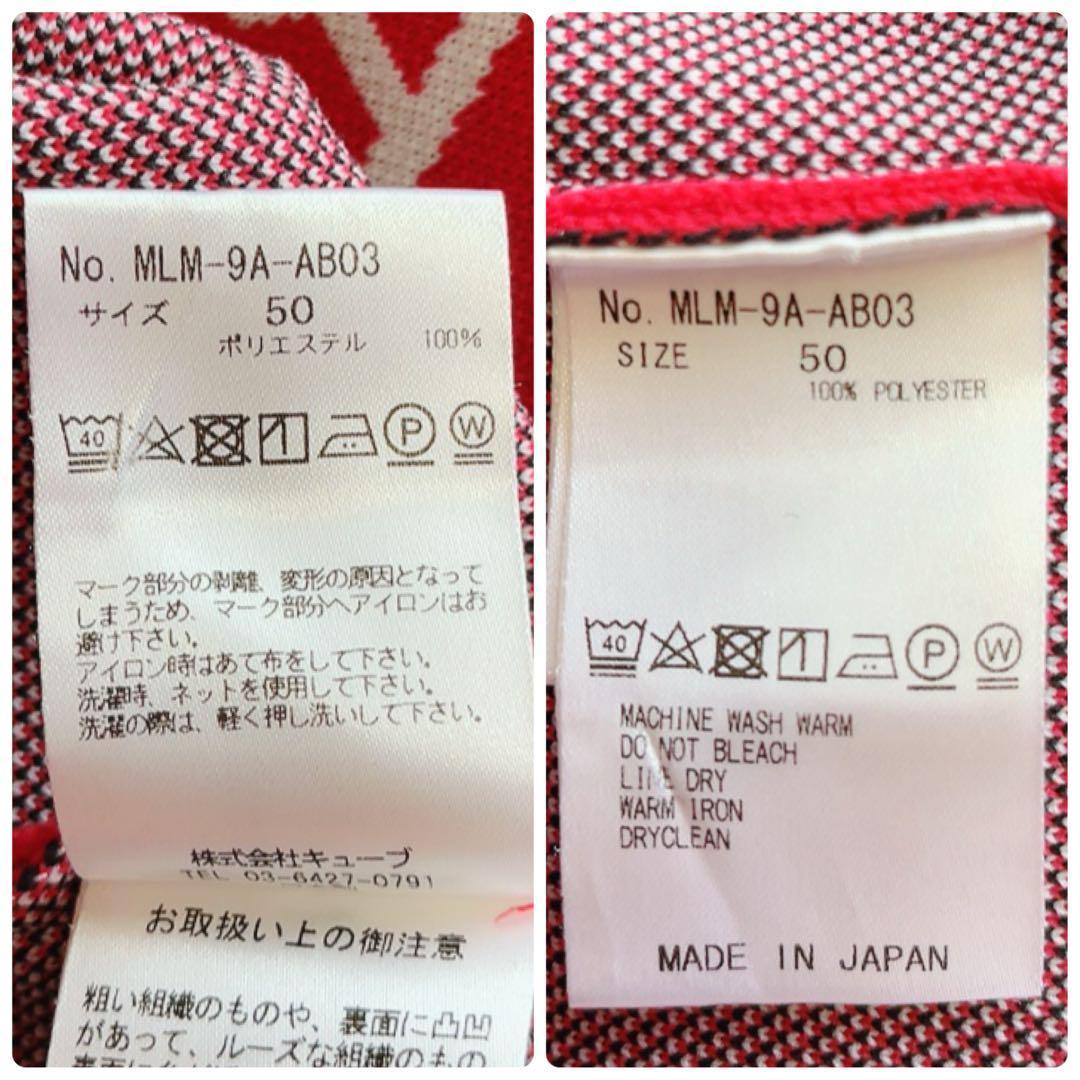 No. MLM-9A-AB03
サイズ 50
ポリエステル 100%
40 P W
マーク部分の剥離、変形の原因となって
しまうため、マーク部分へアイロンはお
避け下さい。
アイロン時はあて布をして下さい。
洗濯時、ネットを使用して下さい。
洗濯の際は、軽く押し洗いして下さい。
株式会社キューブ
TEL 03-6427-0791
お取扱い上の御注意
粗い組織のものや、裏面に凸凹
があって、ルーズな組織のもの
No. MLM-9A-AB03
SIZE 50
100% POLYESTER
40 P W
MACHINE WASH WARM
DO NOT BLEACH
LINE DRY
WARM IRON
DRYCLEAN
MADE IN JAPAN